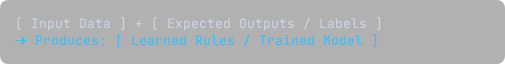 [ Input Data ] + [ Expected Outputs / Labels ]
➔ Produces: [ Learned Rules / Trained Model ]